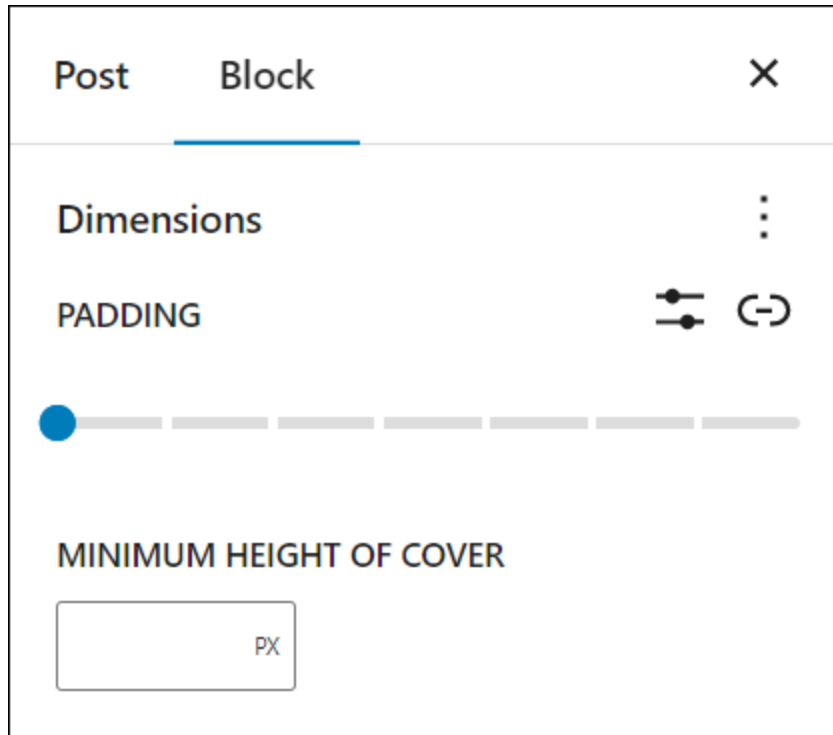 Post Block
Dimensions
PADDING
MINIMUM HEIGHT OF COVER
PX